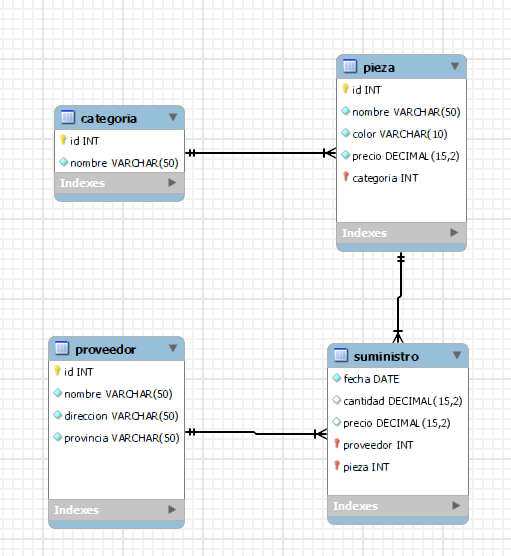 categoria
id INT
nombre VARCHAR(50)
Indexes
pieza
id INT
nombre VARCHAR(50)
color VARCHAR(10)
precio DECIMAL(15,2)
categoria INT
Indexes
proveedor
id INT
nombre VARCHAR(50)
direccion VARCHAR(50)
provincia VARCHAR(50)
Indexes
suministro
fecha DATE
cantidad DECIMAL(15,2)
precio DECIMAL(15,2)
proveedor INT
pieza INT
Indexes